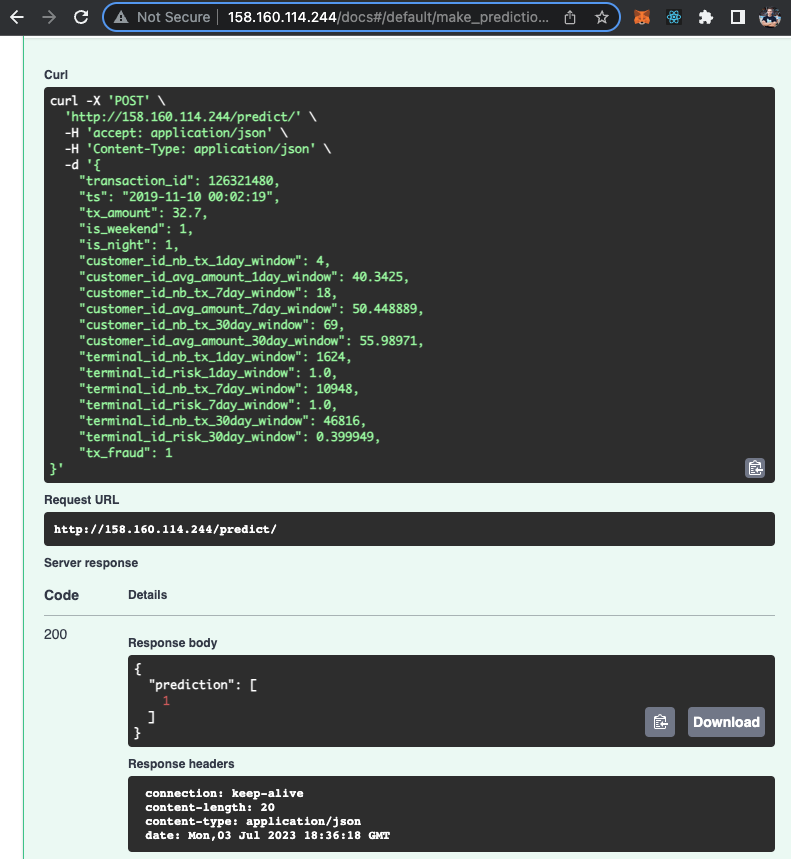 Not Secure | 158.160.114.244/docs#/default/make_predictio...
Curl
curl -X 'POST' \
'http://158.160.114.244/predict/' \
-H 'accept: application/json' \
-H 'Content-Type: application/json' \
-d '{
"transaction_id": 126321480,
"ts": "2019-11-10 00:02:19",
"tx_amount": 32.7,
"is_weekend": 1,
"is_night": 1,
"customer_id_nb_tx_1day_window": 4,
"customer_id_avg_amount_1day_window": 40.3425,
"customer_id_nb_tx_7day_window": 18,
"customer_id_avg_amount_7day_window": 50.448889,
"customer_id_nb_tx_30day_window": 69,
"customer_id_avg_amount_30day_window": 55.98971,
"terminal_id_nb_tx_1day_window": 1624,
"terminal_id_risk_1day_window": 1.0,
"terminal_id_nb_tx_7day_window": 10948,
"terminal_id_risk_7day_window": 1.0,
"terminal_id_nb_tx_30day_window": 46816,
"terminal_id_risk_30day_window": 0.399949,
"tx_fraud": 1
}'
Request URL
http://158.160.114.244/predict/
Server response
Code Details
200
Response body
{
"prediction": [
1
]
}
Download
Response headers
connection: keep-alive
content-length: 20
content-type: application/json
date: Mon,03 Jul 2023 18:36:18 GMT